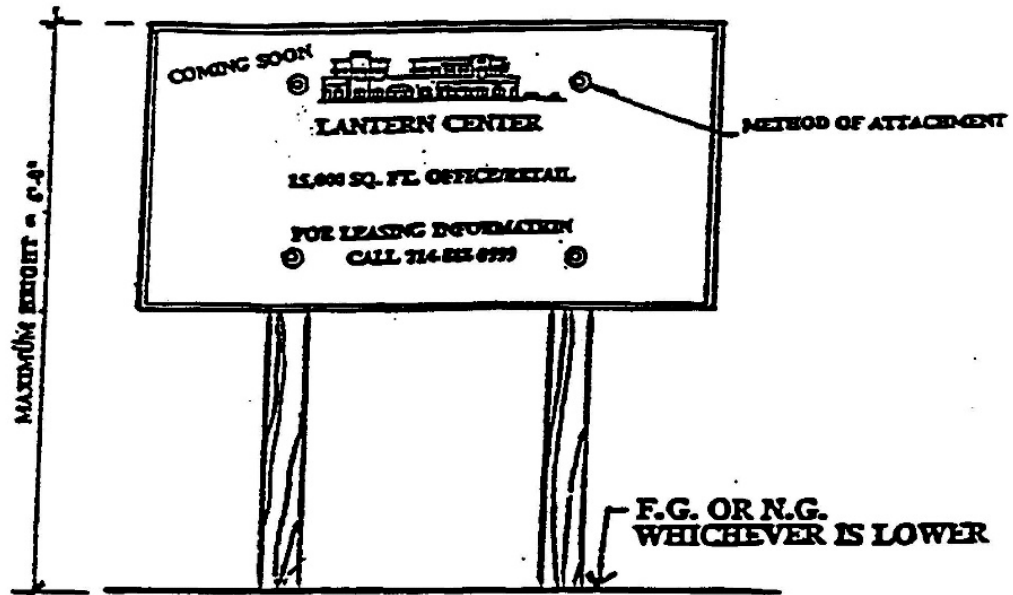 COMING SOON
LANTERN CENTER
METHOD OF ATTACHMENT
SQ. FT. OFFICE/RETAIL
FOR LEASING INFORMATION
CALL
MAXIMUM HEIGHT =
F.G. OR N.G.
WHICHEVER IS LOWER